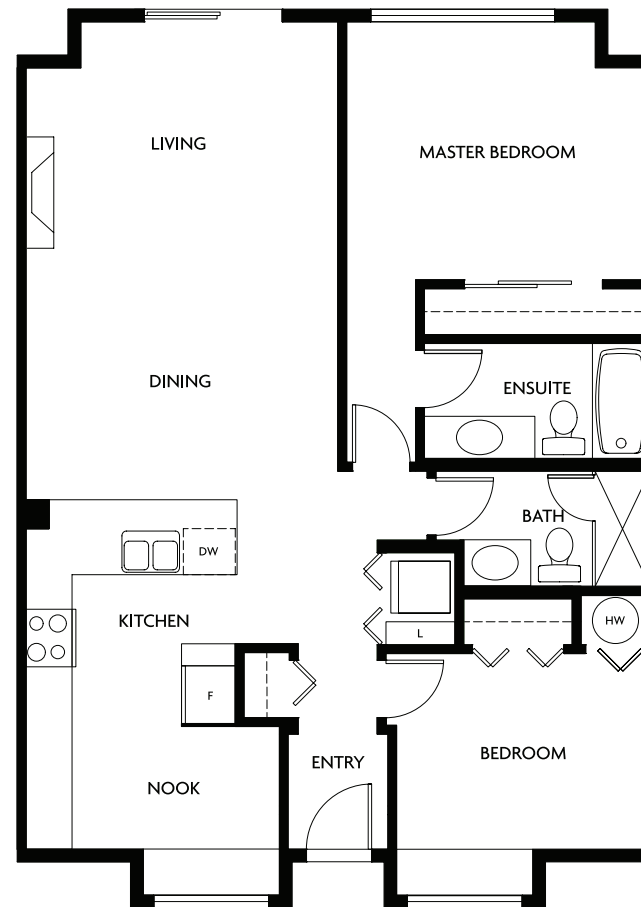 LIVING
MASTER BEDROOM
DINING
ENSUITE
BATH
DW
KITCHEN
HW
L
F
BEDROOM
ENTRY
NOOK